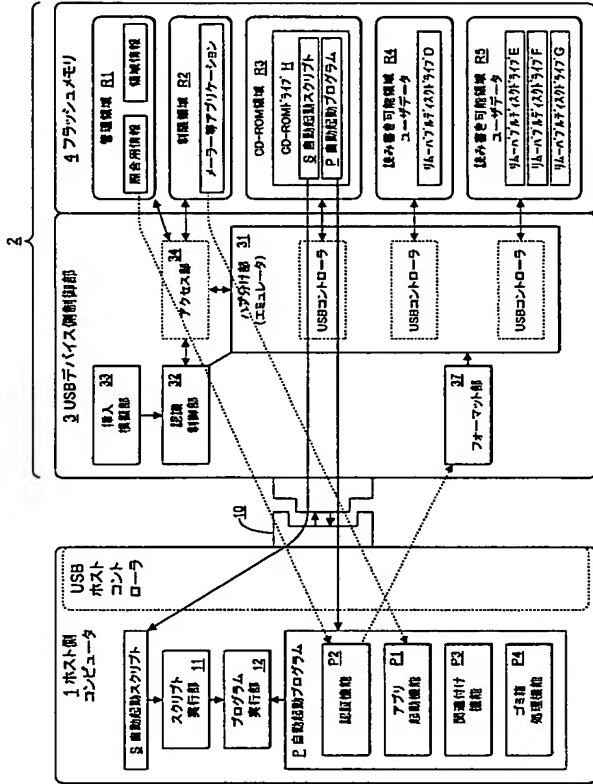 2
1 ホスト側
コンピュータ
USB
ホスト
コント
ローラ
S 自動起動スクリプト
スクリプト
実行部 11
プログラム
実行部 12
P 自動起動プログラム
認証機能 P2
アプリ
起動機能 P1
関連付け
機能 P3
ゴミ箱
処理機能 P4
10
3 USBデバイス側制御部
挿入
模擬部 33
認識
制御部 32
アクセス部 34
ハブ分け部 31
(エミュレータ)
USBコントローラ
USBコントローラ
USBコントローラ
フォーマット部 37
4 フラッシュメモリ
管理領域 R1
照合用情報
領域情報
制限領域 R2
メーラー等アプリケーション
CD-ROM領域 R3
CD-ROMドライブ H
S 自動起動スクリプト
P 自動起動プログラム
読み書き可能領域 R4
ユーザデータ
リムーバブルディスクドライブD
読み書き可能領域 R5
ユーザデータ
リムーバブルディスクドライブE
リムーバブルディスクドライブF
リムーバブルディスクドライブG